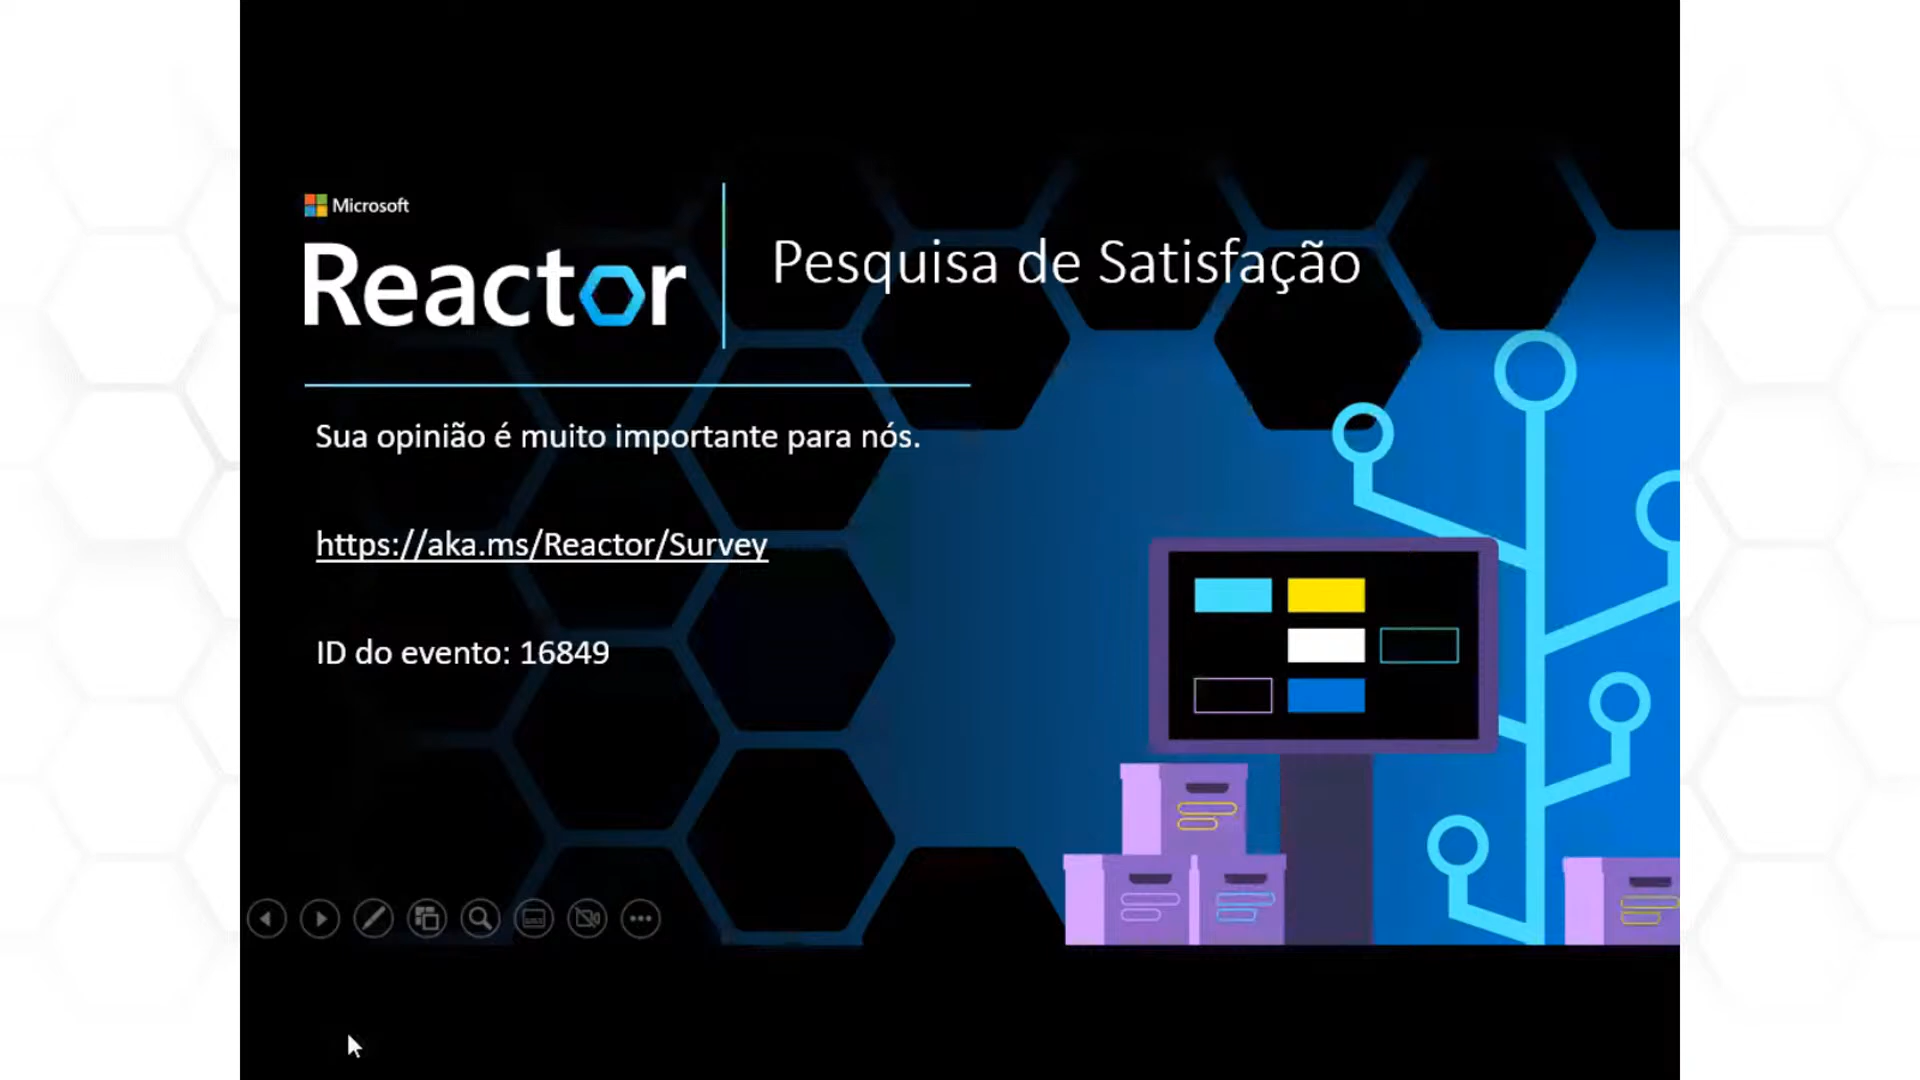 Microsoft
Reactor
Pesquisa de Satisfação
Sua opinião é muito importante para nós.
https://aka.ms/Reactor/Survey
ID do evento: 16849